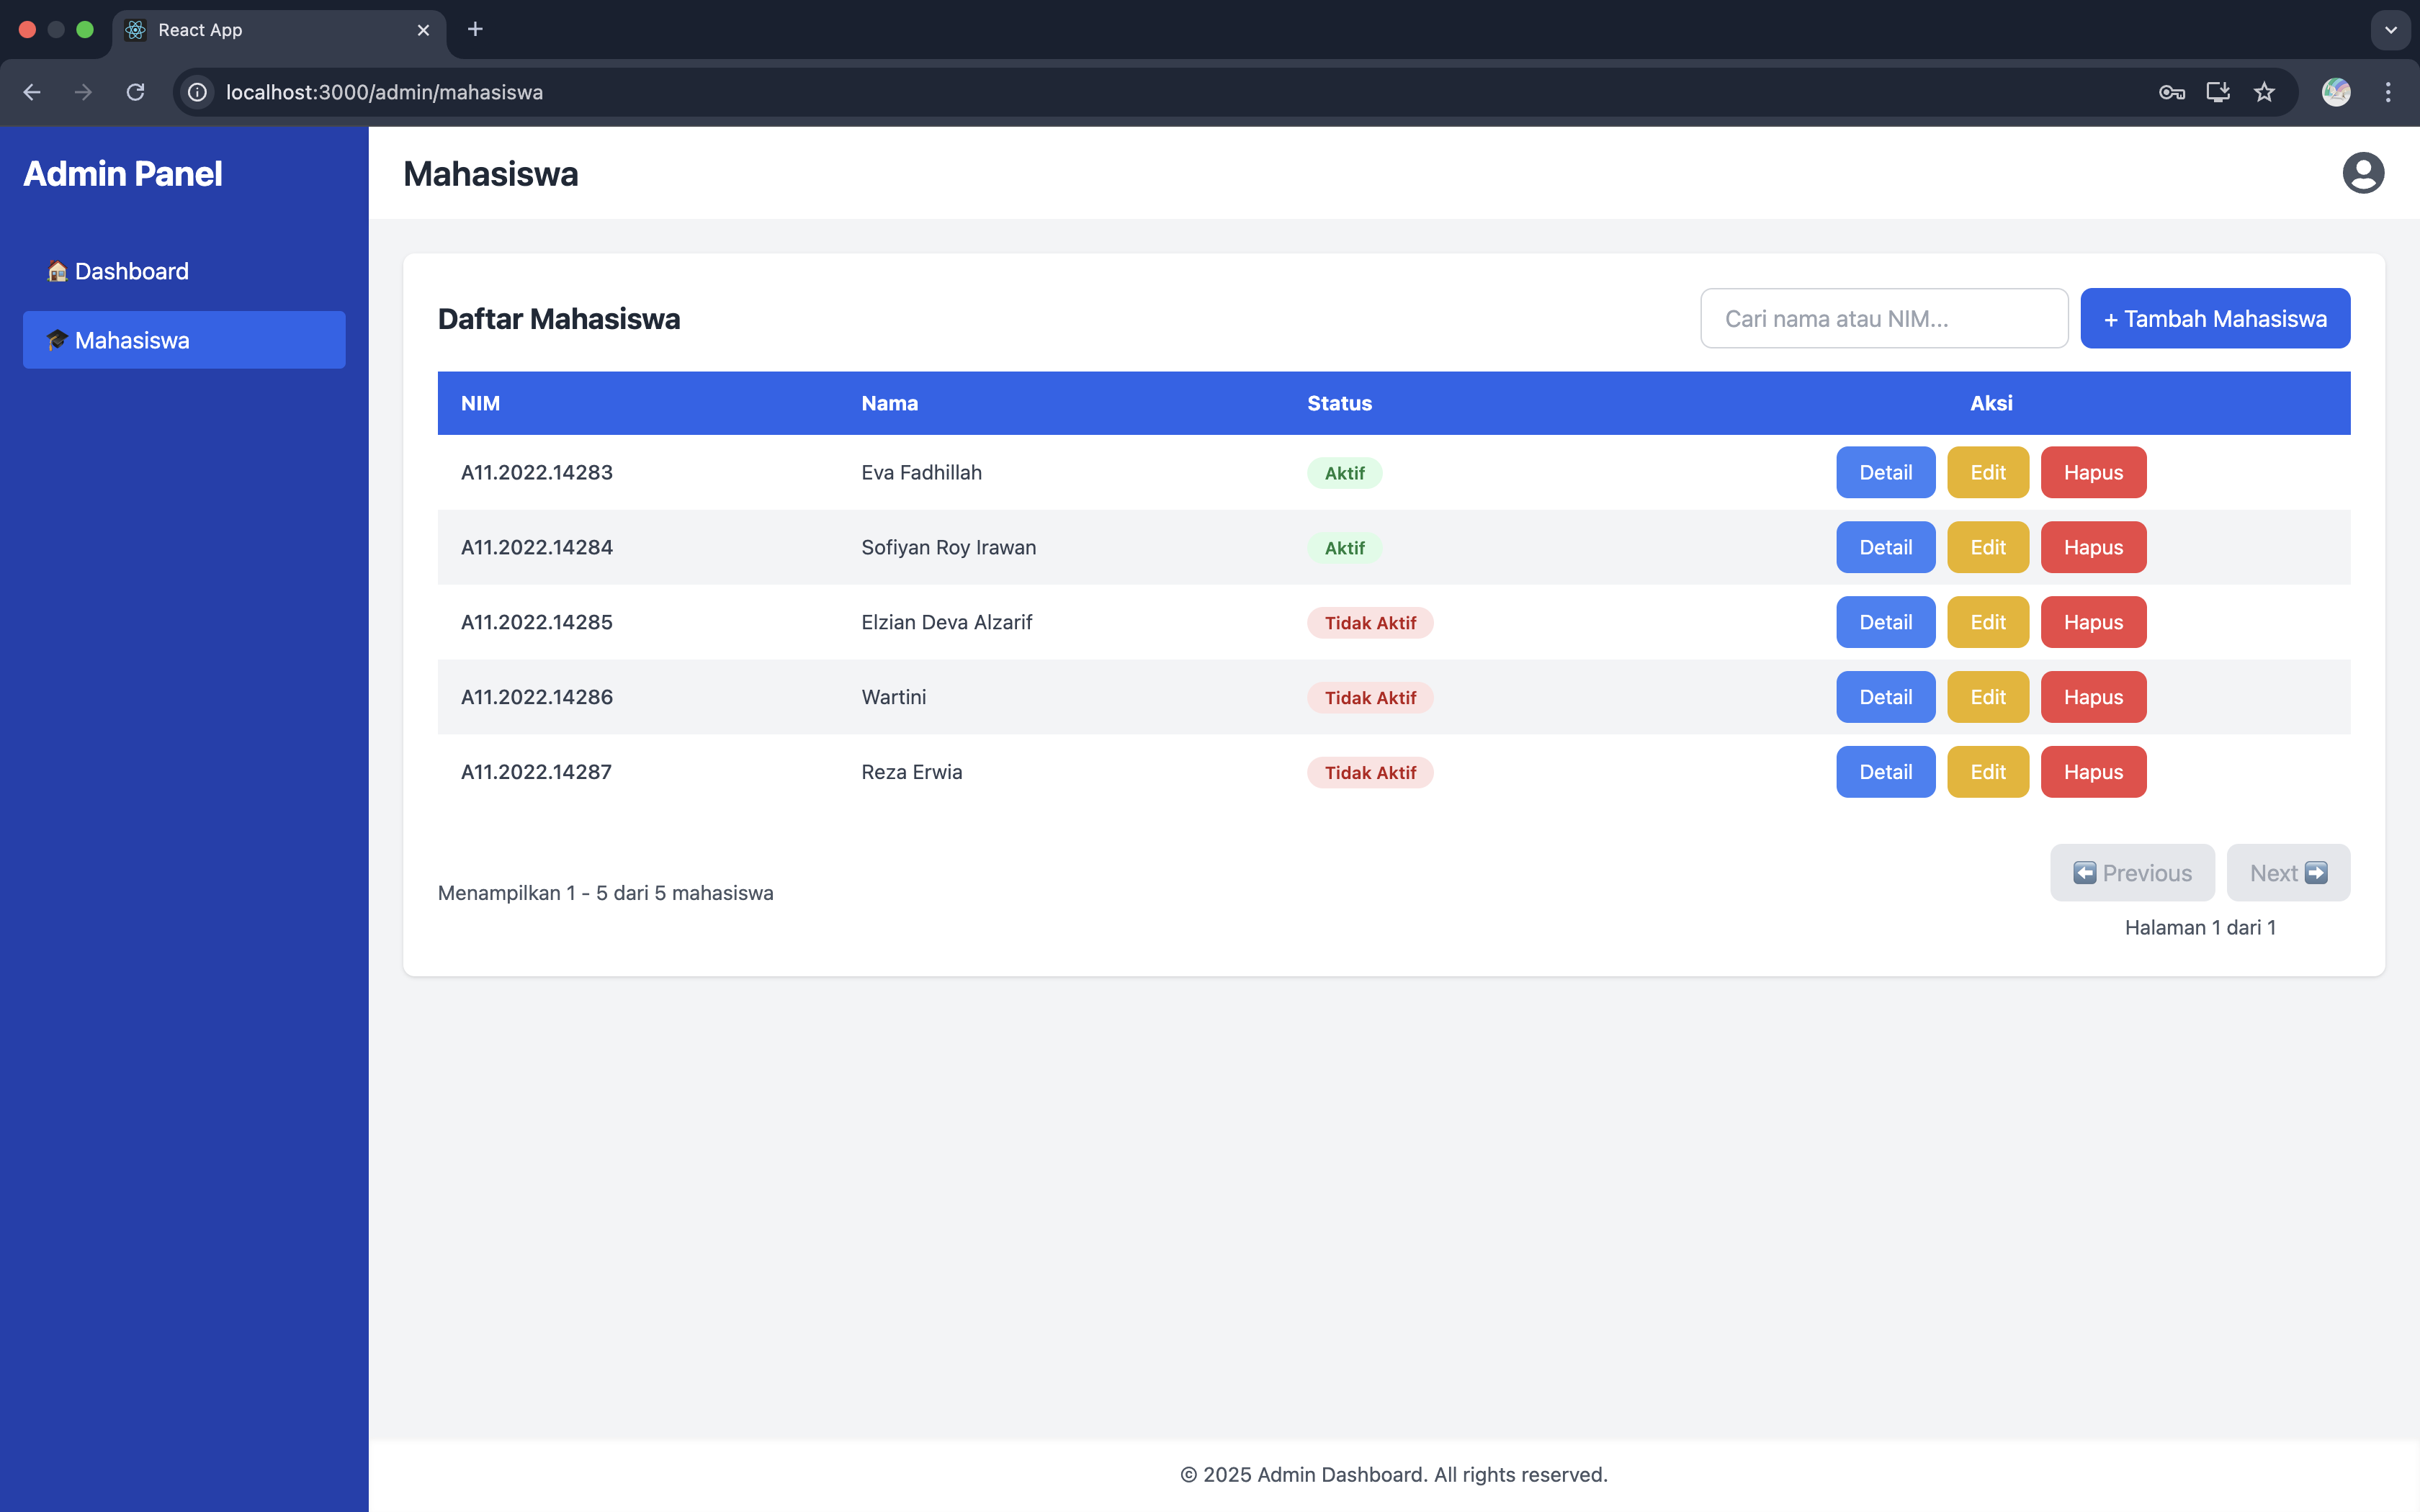 React App
localhost:3000/admin/mahasiswa
Admin Panel
Mahasiswa
Dashboard
Mahasiswa
Daftar Mahasiswa
Cari nama atau NIM...
+ Tambah Mahasiswa
NIM Nama Status Aksi
A11.2022.14283 Eva Fadhillah Aktif Detail Edit Hapus
A11.2022.14284 Sofiyan Roy Irawan Aktif Detail Edit Hapus
A11.2022.14285 Elzian Deva Alzarif Tidak Aktif Detail Edit Hapus
A11.2022.14286 Wartini Tidak Aktif Detail Edit Hapus
A11.2022.14287 Reza Erwia Tidak Aktif Detail Edit Hapus
Menampilkan 1 - 5 dari 5 mahasiswa
⬅️ Previous Next ➡️
Halaman 1 dari 1
© 2025 Admin Dashboard. All rights reserved.